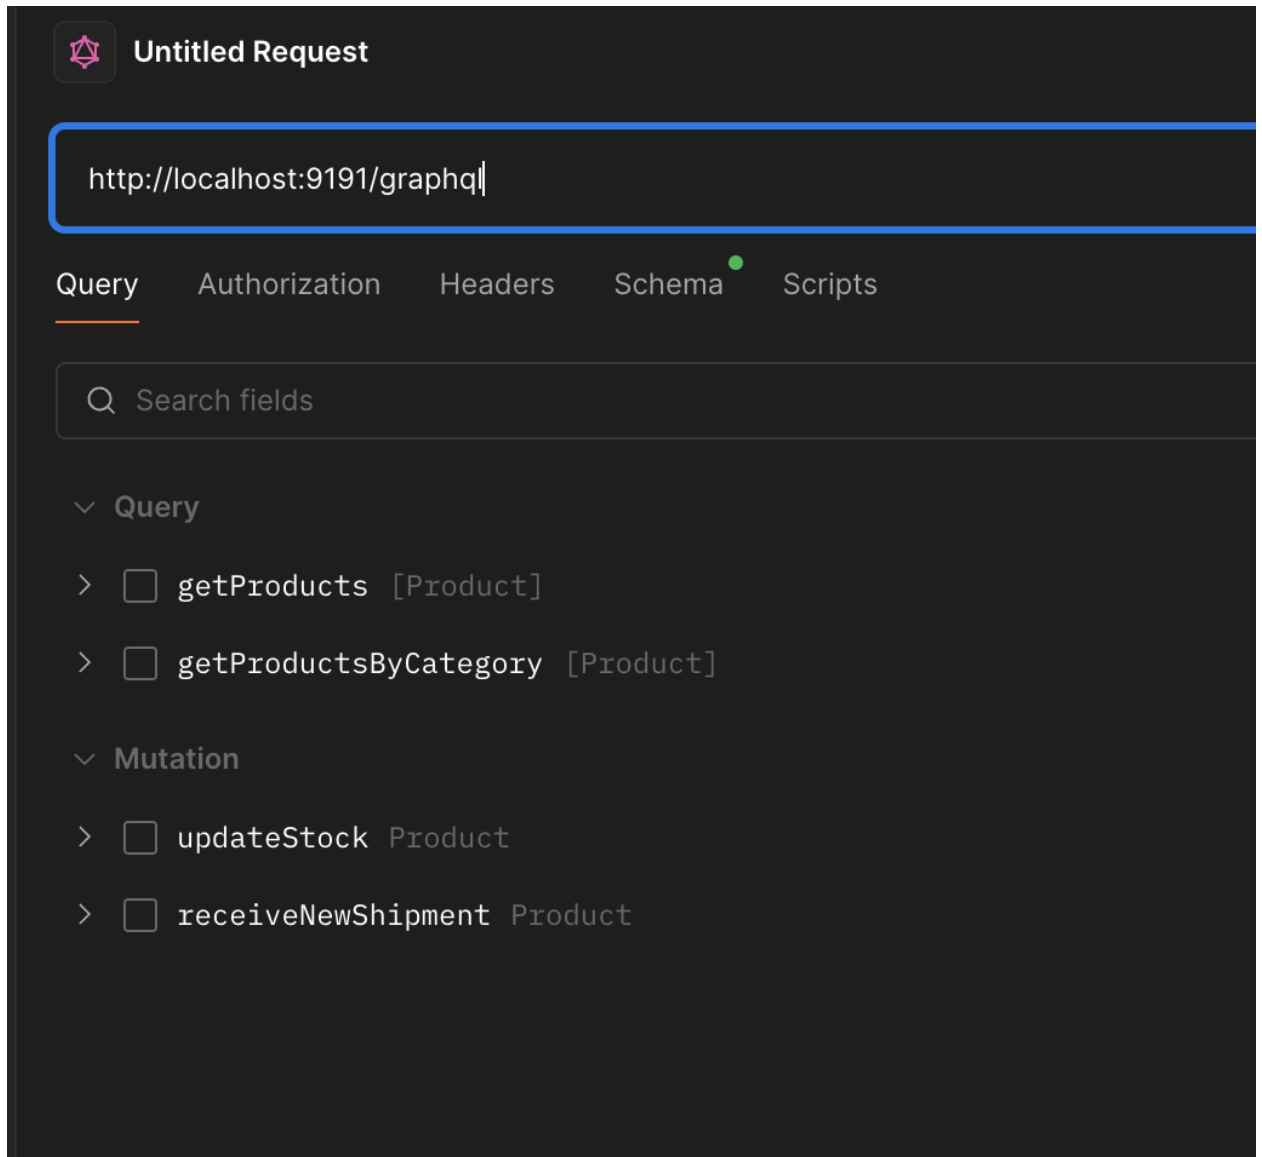 Untitled Request
http://localhost:9191/graphql
Query Authorization Headers Schema Scripts
Search fields
Query
getProducts [Product]
getProductsByCategory [Product]
Mutation
updateStock Product
receiveNewShipment Product